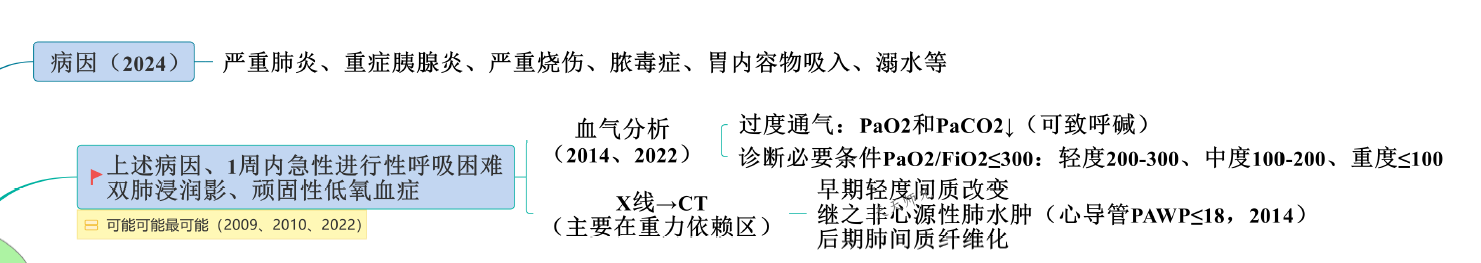 病因（2024）
严重肺炎、重症胰腺炎、严重烧伤、脓毒症、胃内容物吸入、溺水等
上述病因、1周内急性进行性呼吸困难
双肺浸润影、顽固性低氧血症
可能可能最可能（2009、2010、2022）
血气分析
（2014、2022）
过度通气：PaO2和PaCO2↓（可致呼碱）
诊断必要条件PaO2/FiO2≤300：轻度200-300、中度100-200、重度≤100
X线→CT
（主要在重力依赖区）
早期轻度间质改变
继之非心源性肺水肿（心导管PAWP≤18，2014）
后期肺间质纤维化